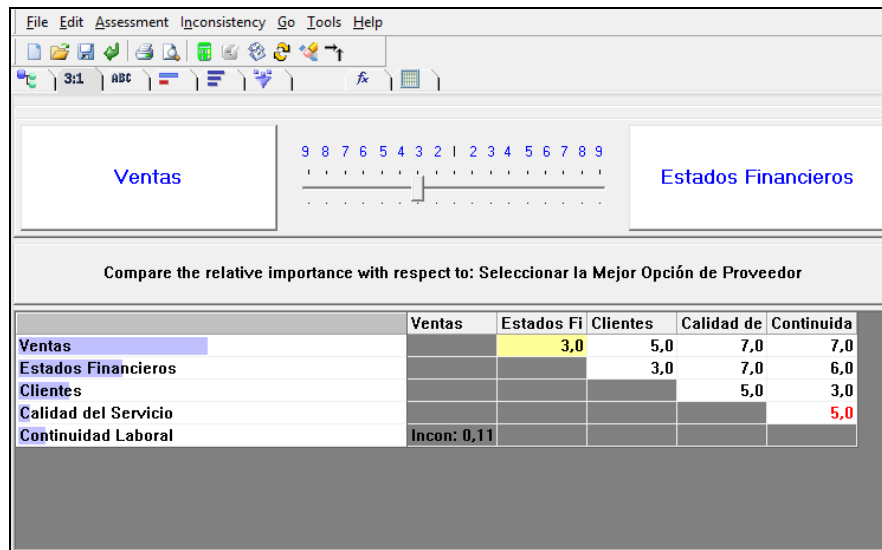 File Edit Assessment Inconsistency Go Tools Help
3:1 ABC fx
9 8 7 6 5 4 3 2 1 2 3 4 5 6 7 8 9
Ventas Estados Financieros
Compare the relative importance with respect to: Seleccionar la Mejor Opción de Proveedor
Ventas Estados Fi Clientes Calidad de Continuida
Ventas 3,0 5,0 7,0 7,0
Estados Financieros 3,0 7,0 6,0
Clientes 5,0 3,0
Calidad del Servicio 5,0
Continuidad Laboral Incon: 0,11